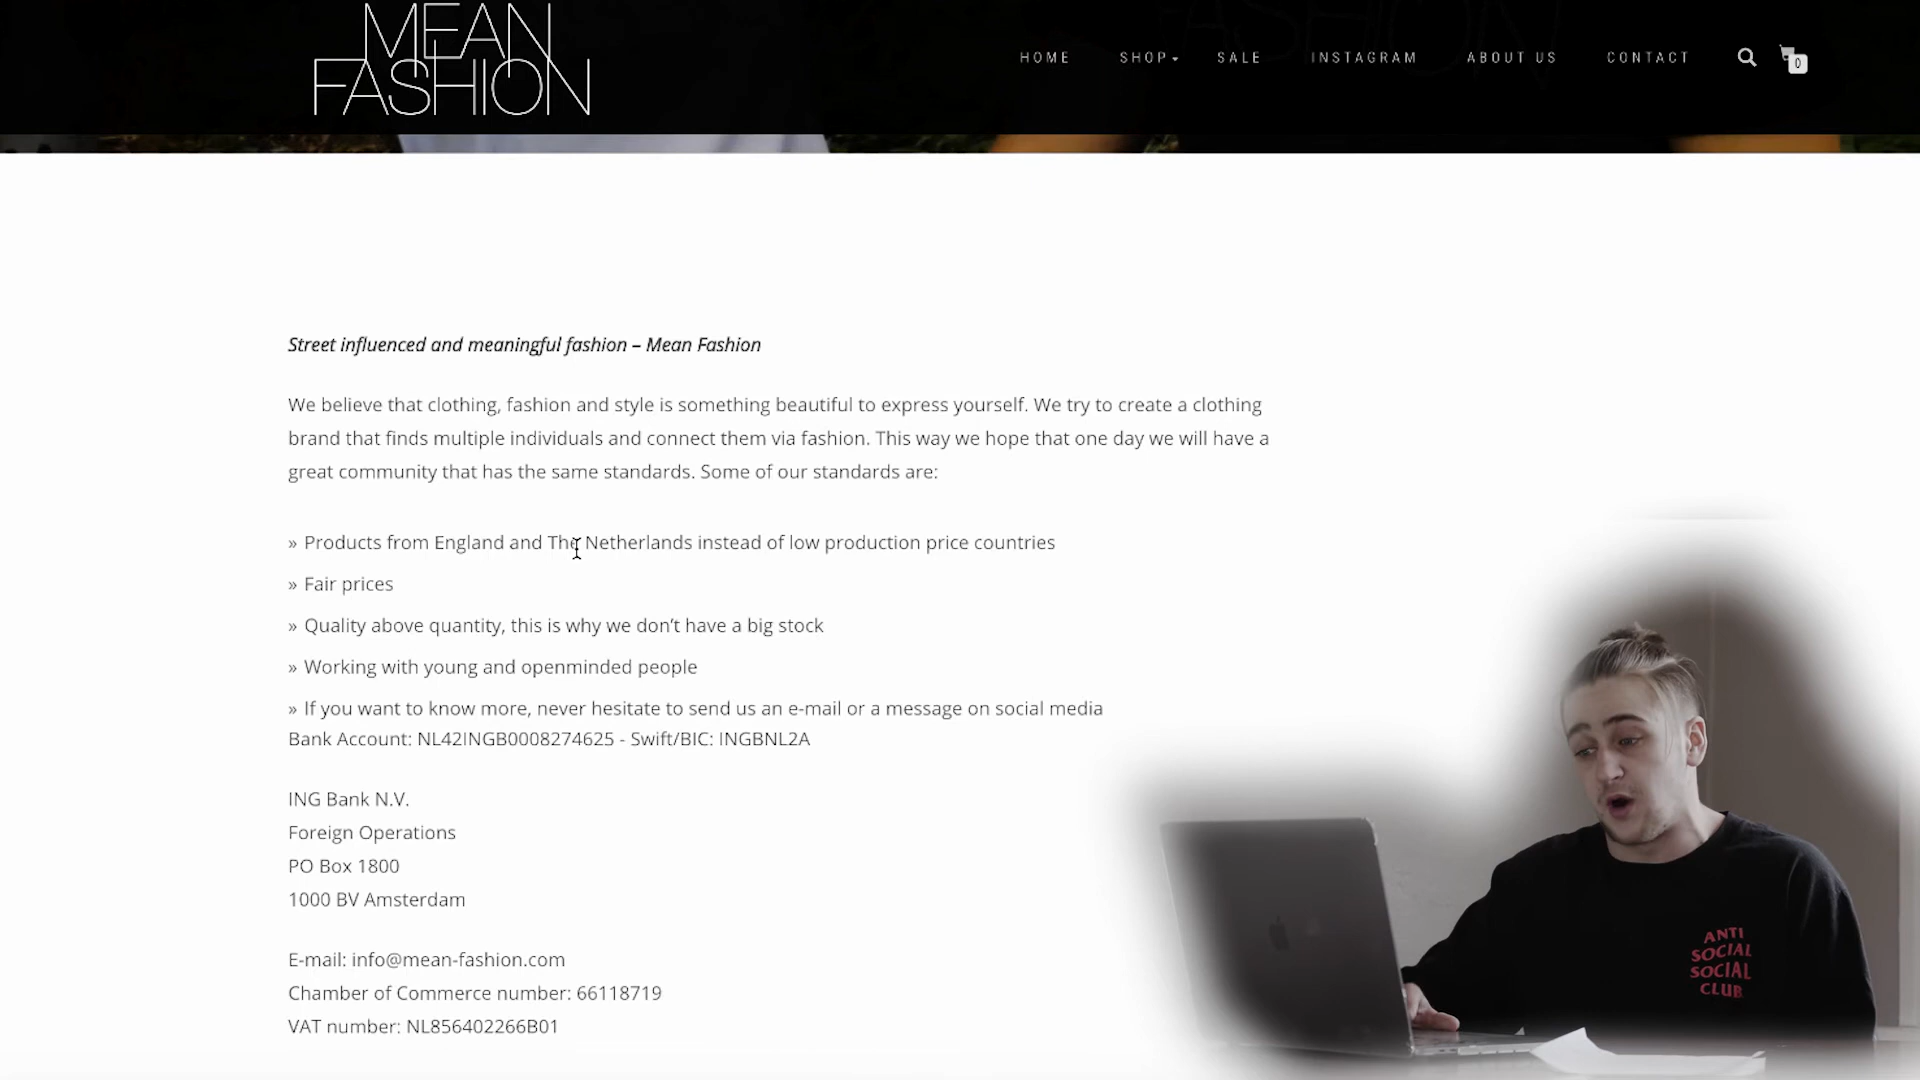 MEAN
FASHION
HOME SHOP SALE INSTAGRAM ABOUT US CONTACT
0
Street influenced and meaningful fashion – Mean Fashion
We believe that clothing, fashion and style is something beautiful to express yourself. We try to create a clothing
brand that finds multiple individuals and connect them via fashion. This way we hope that one day we will have a
great community that has the same standards. Some of our standards are:
» Products from England and The Netherlands instead of low production price countries
» Fair prices
» Quality above quantity, this is why we don’t have a big stock
» Working with young and openminded people
» If you want to know more, never hesitate to send us an e-mail or a message on social media
Bank Account: NL42INGB0008274625 - Swift/BIC: INGBNL2A
ING Bank N.V.
Foreign Operations
PO Box 1800
1000 BV Amsterdam
E-mail: info@mean-fashion.com
Chamber of Commerce number: 66118719
VAT number: NL856402266B01
ANTI
SOCIAL
SOCIAL
CLUB